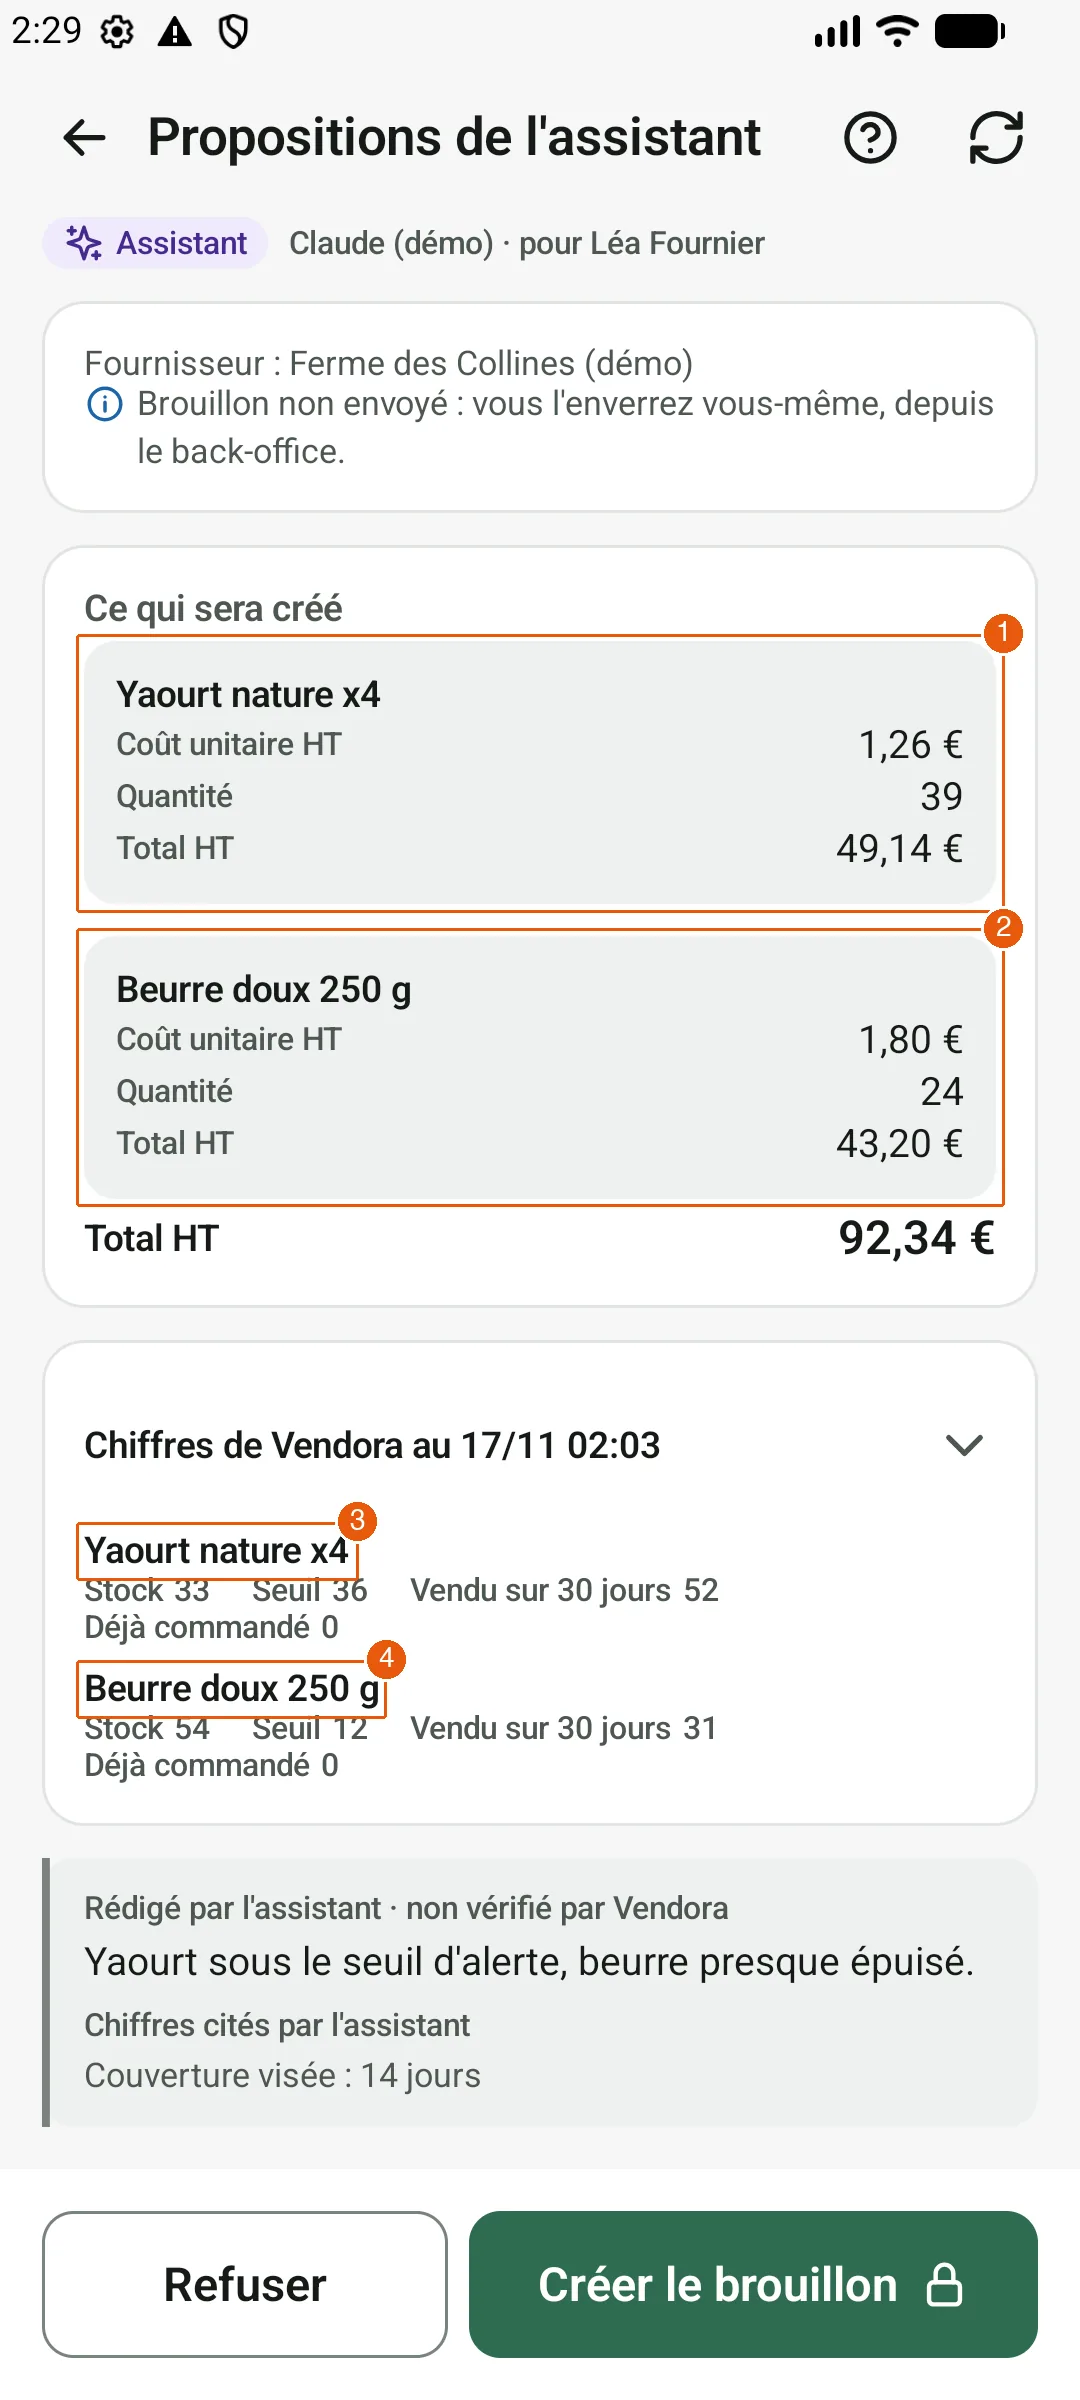 2:29
Propositions de l'assistant
Assistant
Claude (démo) · pour Léa Fournier
Fournisseur : Ferme des Collines (démo)
Brouillon non envoyé : vous l'enverrez vous-même, depuis
le back-office.
Ce qui sera créé
1
Yaourt nature x4
Coût unitaire HT 1,26 €
Quantité 39
Total HT 49,14 €
2
Beurre doux 250 g
Coût unitaire HT 1,80 €
Quantité 24
Total HT 43,20 €
Total HT 92,34 €
Chiffres de Vendora au 17/11 02:03
3
Yaourt nature x4
Stock 33 Seuil 36 Vendu sur 30 jours 52
Déjà commandé 0
4
Beurre doux 250 g
Stock 54 Seuil 12 Vendu sur 30 jours 31
Déjà commandé 0
Rédigé par l'assistant · non vérifié par Vendora
Yaourt sous le seuil d'alerte, beurre presque épuisé.
Chiffres cités par l'assistant
Couverture visée : 14 jours
Refuser
Créer le brouillon